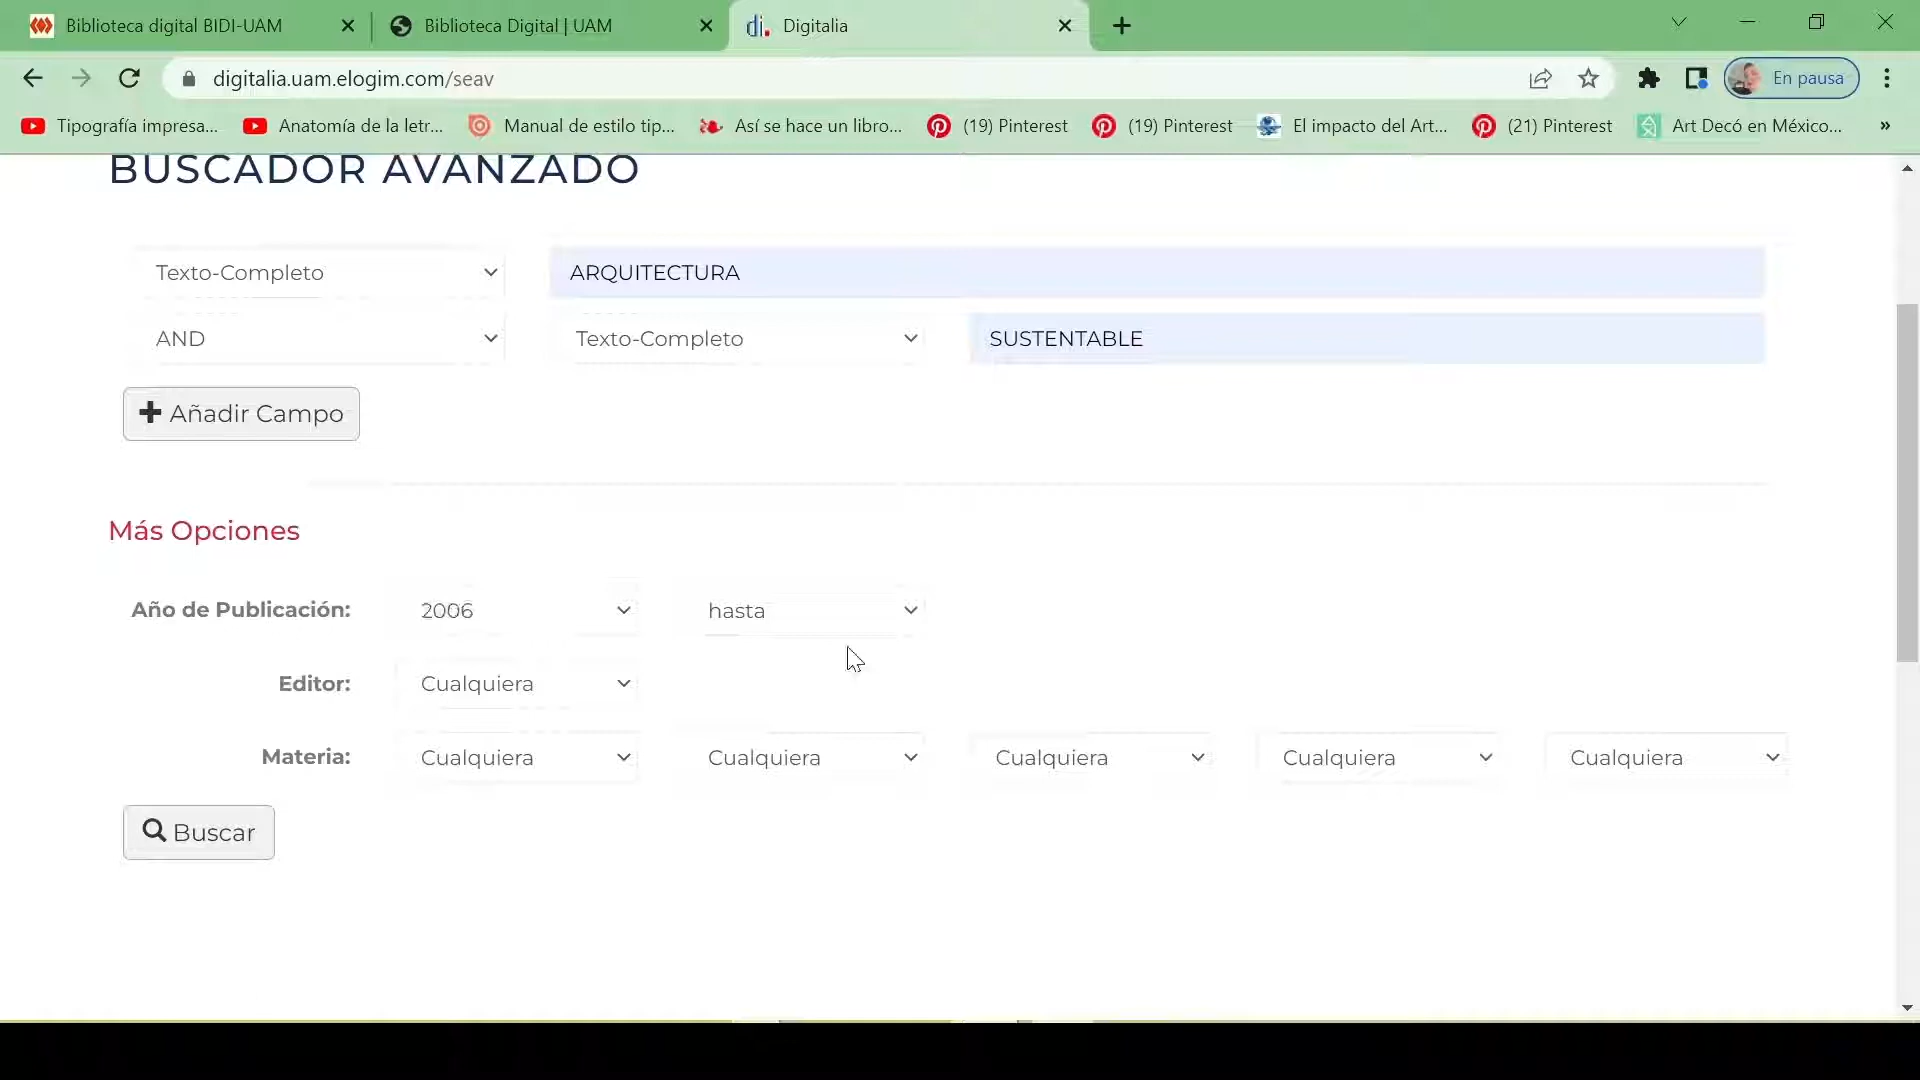 Biblioteca digital BIDI-UAM
Biblioteca Digital | UAM
di. Digitalia
digitalia.uam.elogim.com/seav
En pausa
Tipografía impresa...
Anatomía de la letr...
Manual de estilo tip...
Así se hace un libro...
(19) Pinterest
(19) Pinterest
El impacto del Art...
(21) Pinterest
Art Decó en México...
»
BUSCADOR AVANZADO
Texto-Completo ARQUITECTURA
AND Texto-Completo SUSTENTABLE
Añadir Campo
Más Opciones
Año de Publicación: 2006 hasta
Editor: Cualquiera
Materia: Cualquiera Cualquiera Cualquiera Cualquiera Cualquiera
Buscar